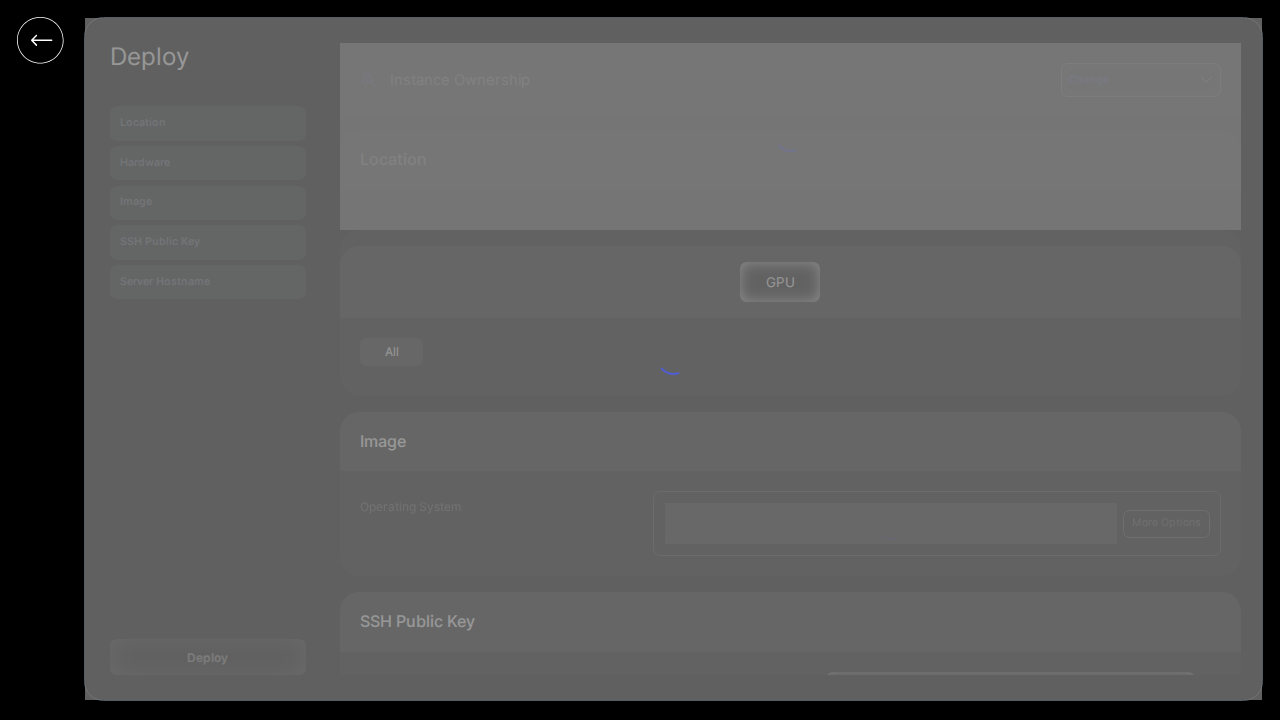 Deploy
Location
Hardware
Image
SSH Public Key
Server Hostname
Deploy
Instance Ownership
Location
GPU
All
Image
Operating System
More Options
SSH Public Key